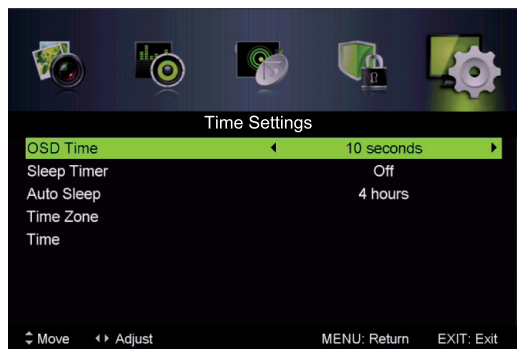 Time Settings
OSD Time 10 seconds
Sleep Timer Off
Auto Sleep 4 hours
Time Zone
Time
Move Adjust MENU: Return EXIT: Exit